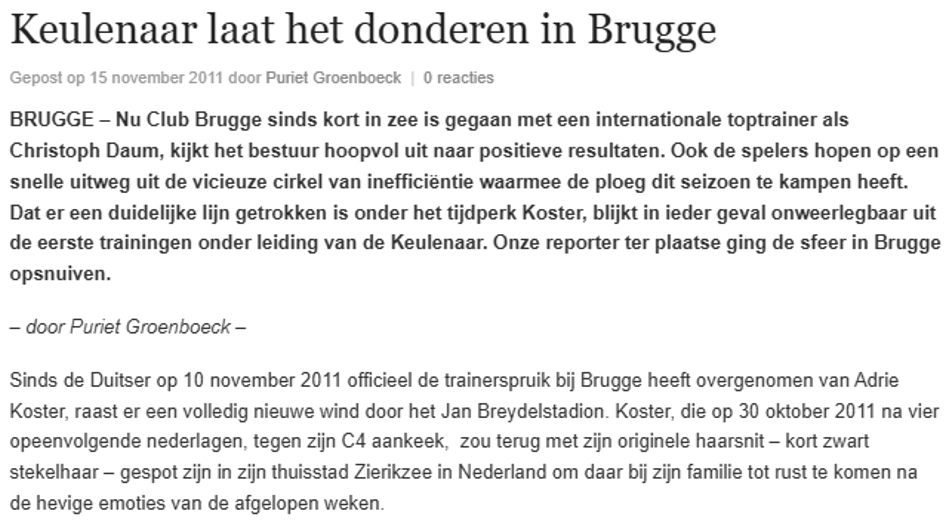 Keulenaar laat het donderen in Brugge
Gepost op 15 november 2011 door Puriet Groenboeck | 0 reacties
BRUGGE – Nu Club Brugge sinds kort in zee is gegaan met een internationale toptrainer als
Christoph Daum, kijkt het bestuur hoopvol uit naar positieve resultaten. Ook de spelers hopen op een
snelle uitweg uit de vicieuze cirkel van inefficiëntie waarmee de ploeg dit seizoen te kampen heeft.
Dat er een duidelijke lijn getrokken is onder het tijdperk Koster, blijkt in ieder geval onweerlegbaar uit
de eerste trainingen onder leiding van de Keulenaar. Onze reporter ter plaatse ging de sfeer in Brugge
opsnuiven.
– door Puriet Groenboeck –
Sinds de Duitser op 10 november 2011 officieel de trainerspruik bij Brugge heeft overgenomen van Adrie
Koster, raast er een volledig nieuwe wind door het Jan Breydelstadion. Koster, die op 30 oktober 2011 na vier
opeenvolgende nederlagen, tegen zijn C4 aankeek,  zou terug met zijn originele haarsnit – kort zwart
stekelhaar – gespot zijn in zijn thuisstad Zierikzee in Nederland om daar bij zijn familie tot rust te komen na
de hevige emoties van de afgelopen weken.